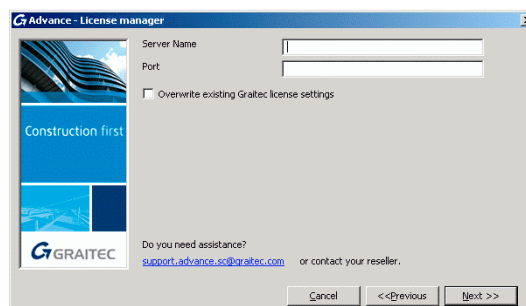 Advance - License manager
Server Name
Port
Overwrite existing Graitec license settings
Construction first
GRAITEC
Do you need assistance?
support.advance.sc@graitec.com or contact your reseller.
Cancel <<Previous Next >>